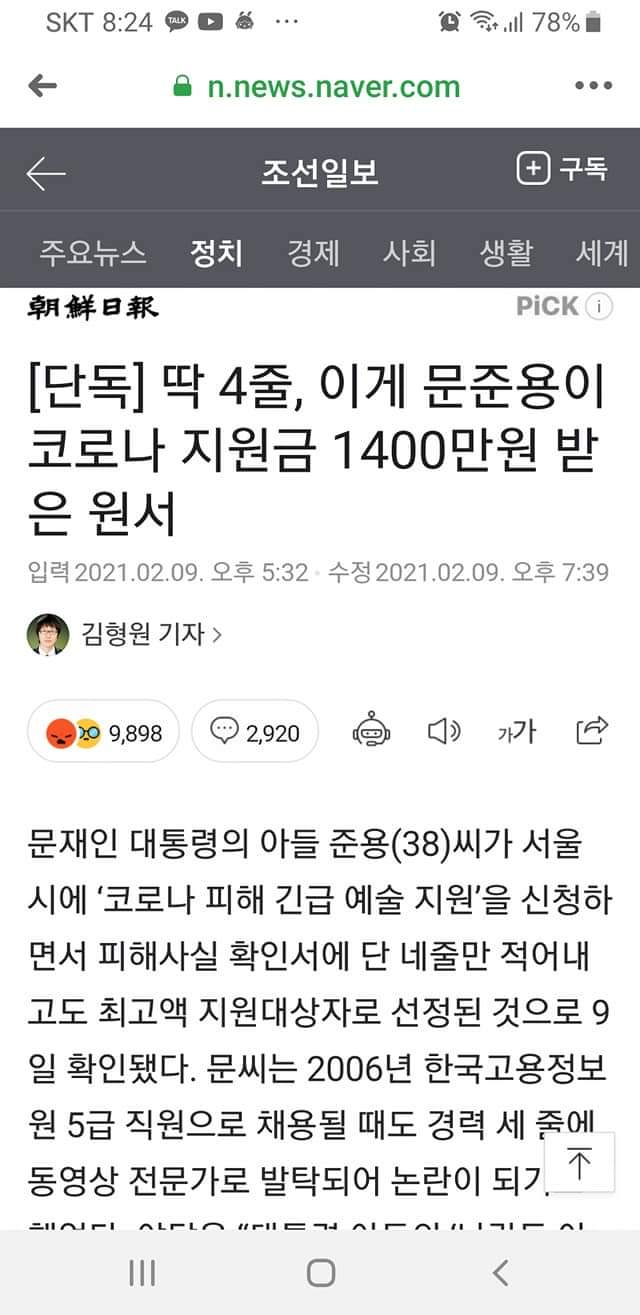 SKT 8:24 TALK ··· 78%
n.news.naver.com
조선일보 구독
주요뉴스 정치 경제 사회 생활 세계
朝鮮日報 PiCK i
[단독] 딱 4줄, 이게 문준용이
코로나 지원금 1400만원 받
은 원서
입력 2021.02.09. 오후 5:32 · 수정 2021.02.09. 오후 7:39
김형원 기자 >
9,898 2,920 가가
문재인 대통령의 아들 준용(38)씨가 서울
시에 ‘코로나 피해 긴급 예술 지원’을 신청하
면서 피해사실 확인서에 단 네줄만 적어내
고도 최고액 지원대상자로 선정된 것으로 9
일 확인됐다. 문씨는 2006년 한국고용정보
원 5급 직원으로 채용될 때도 경력 세 줄에
동영상 전문가로 발탁되어 논란이 되기